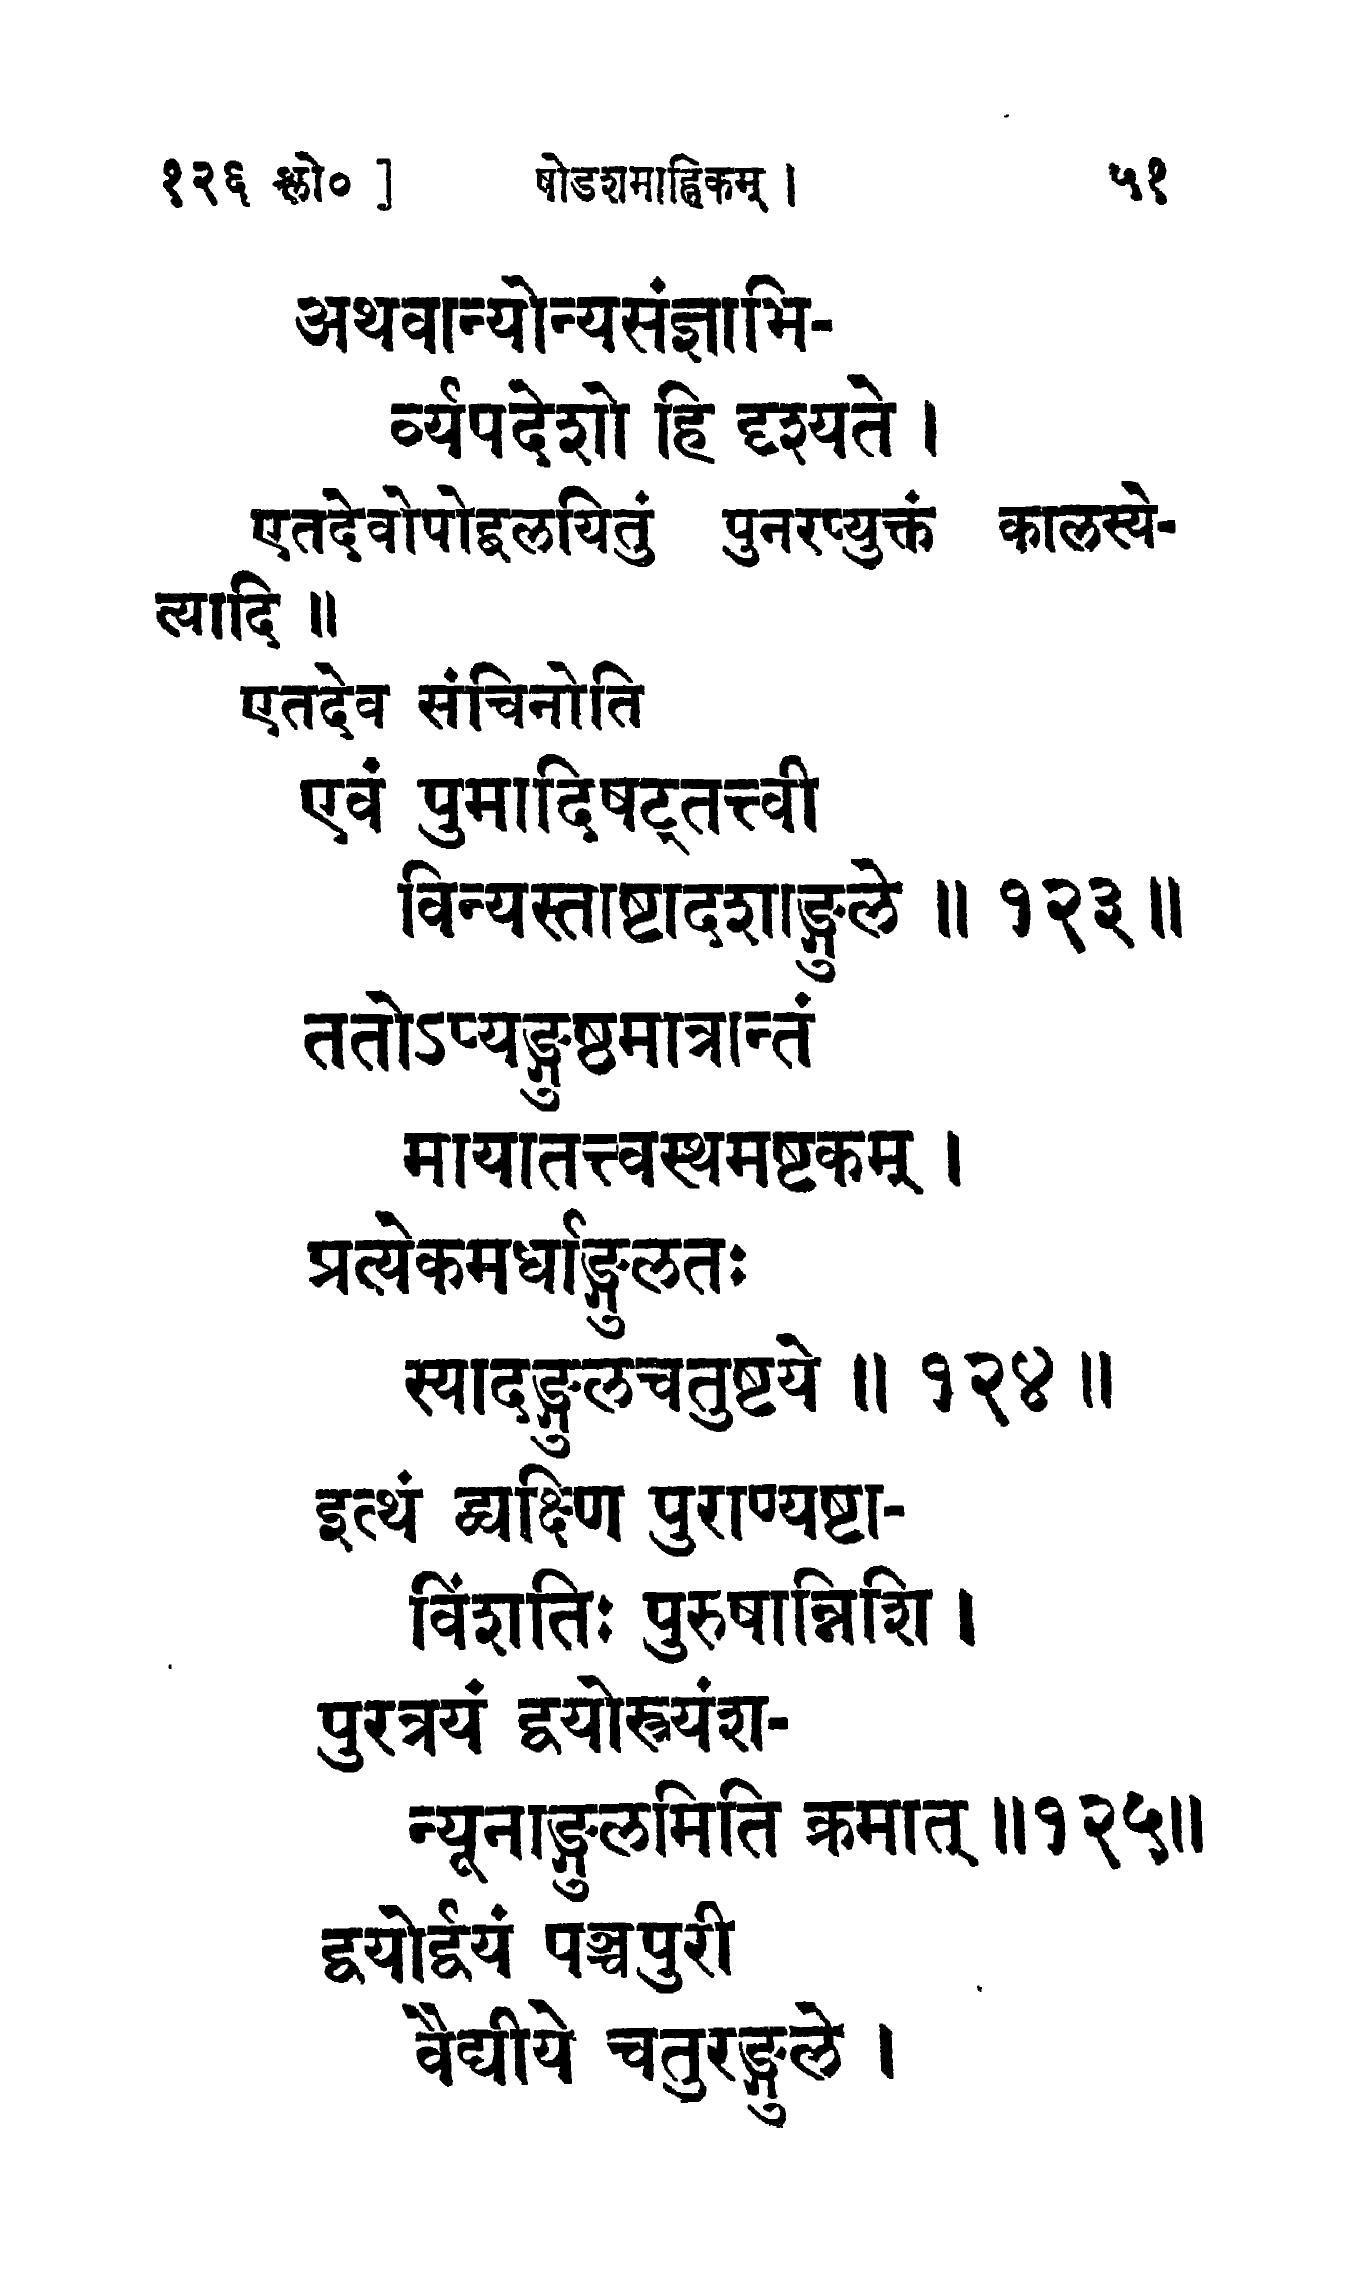 १२६ श्लो० ] षोडशमाह्निकम् । ५१
अथवान्योन्यसंज्ञाभि-
र्व्यपदेशो हि दृश्यते ।
एतदेवोपोद्बलयितुं पुनरप्युक्तं कालस्ये-
त्यादि ॥
एतदेव संचिनोति
एवं पुमादिषट्तत्त्वी
विन्यस्ताष्टादशाङ्गुले ॥ १२३ ॥
ततोऽप्यङ्गुष्ठमात्रान्तं
मायातत्त्वस्थमष्टकम् ।
प्रत्येकमर्धाङ्गुलतः
स्यादङ्गुलचतुष्टये ॥ १२४ ॥
इत्थं द्व्यक्ष्णि पुराण्यष्टा-
विंशतिः पुरुषान्निशि ।
पुरत्रयं द्वयोस्त्र्यंश-
न्यूनाङ्गुलमिति क्रमात् ॥१२५॥
द्वयोर्द्वयं पञ्चपुरी
वैद्यीये चतुरङ्गुले ।